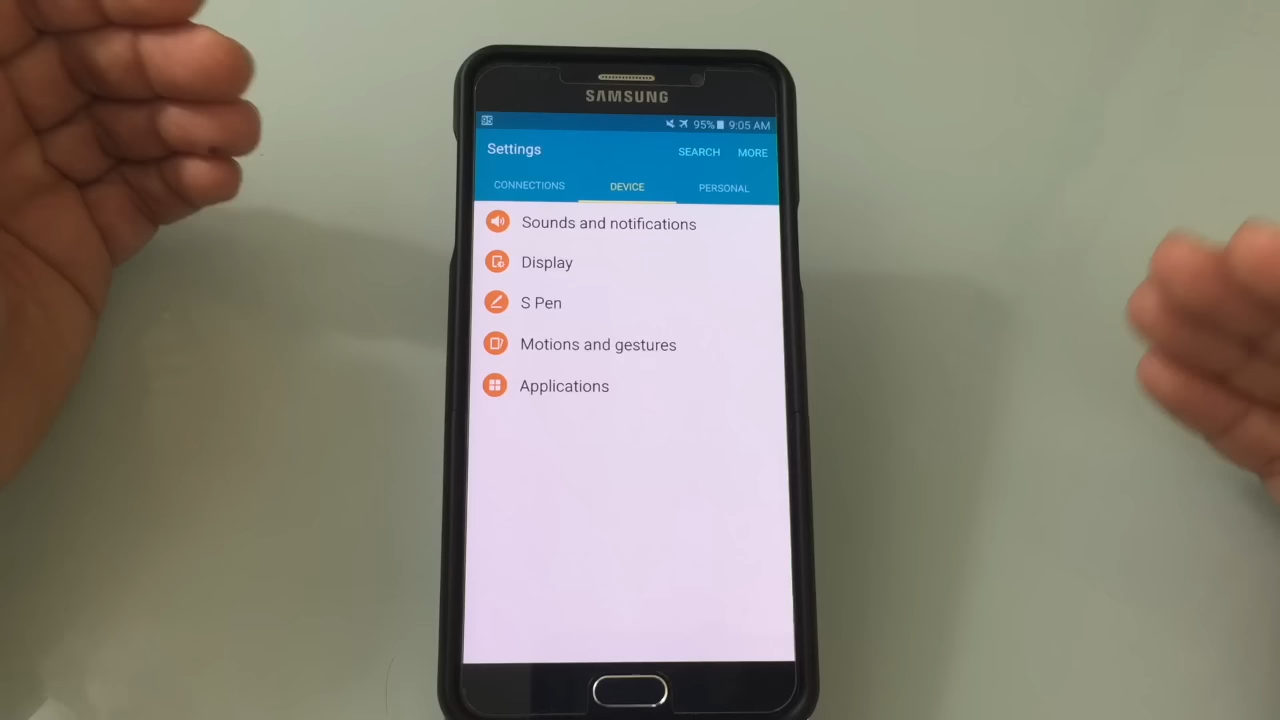 SAMSUNG
95% 9:05 AM
Settings SEARCH MORE
CONNECTIONS DEVICE PERSONAL
Sounds and notifications
Display
S Pen
Motions and gestures
Applications